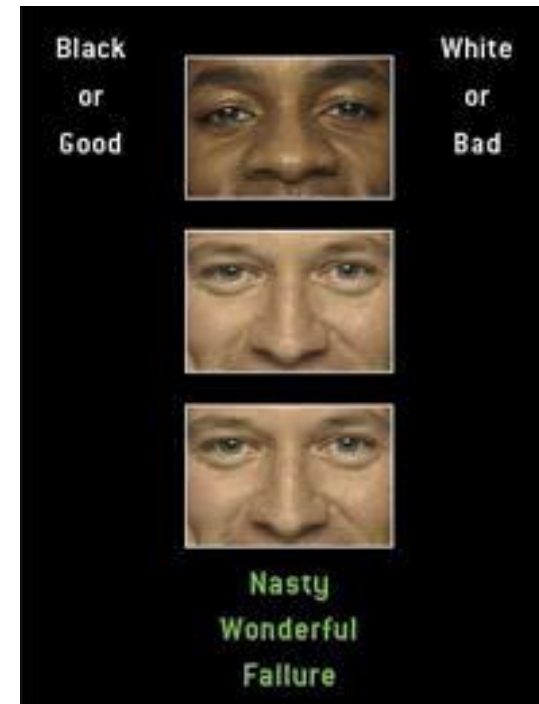 Black
or
Good
White
or
Bad
Nasty
Wonderful
Failure